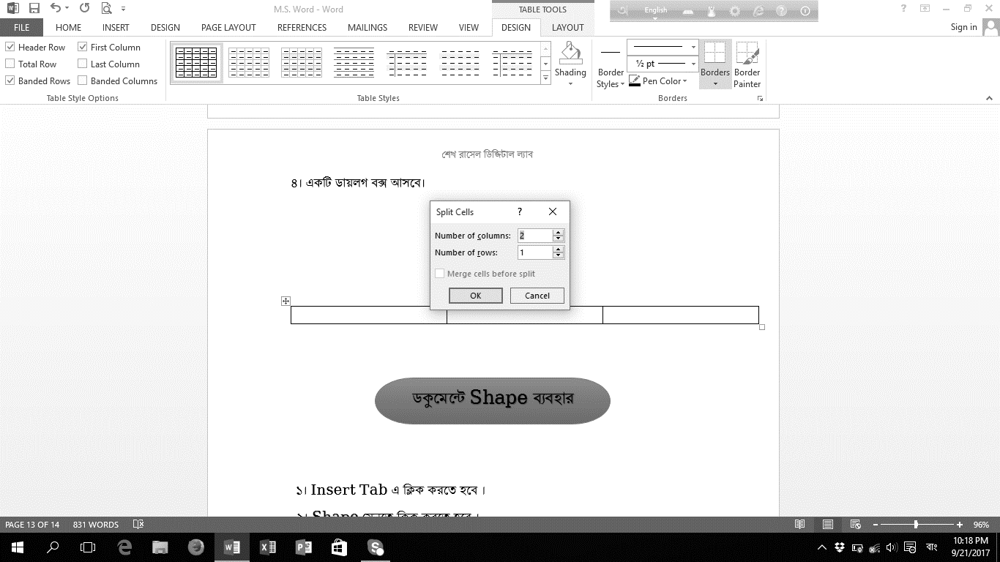 M.S. Word - Word
TABLE TOOLS
English
?
FILE HOME INSERT DESIGN PAGE LAYOUT REFERENCES MAILINGS REVIEW VIEW DESIGN LAYOUT
Sign in
Header Row First Column
Total Row Last Column
Banded Rows Banded Columns
Shading
Border Styles
½ pt
Pen Color
Borders
Border Painter
Table Style Options
Table Styles
Borders
শেখ রাসেল ডিজিটাল ল্যাব
৪। একটি ডায়লগ বক্স আসবে।
Split Cells ?
Number of columns: 2
Number of rows: 1
Merge cells before split
OK Cancel
ডকুমেন্টে Shape ব্যবহার
১। Insert Tab এ ক্লিক করতে হবে ।
২। Shape মেনুতে ক্লিক করতে হবে ।
PAGE 13 OF 14 831 WORDS
96%
বাং
10:18 PM
9/21/2017